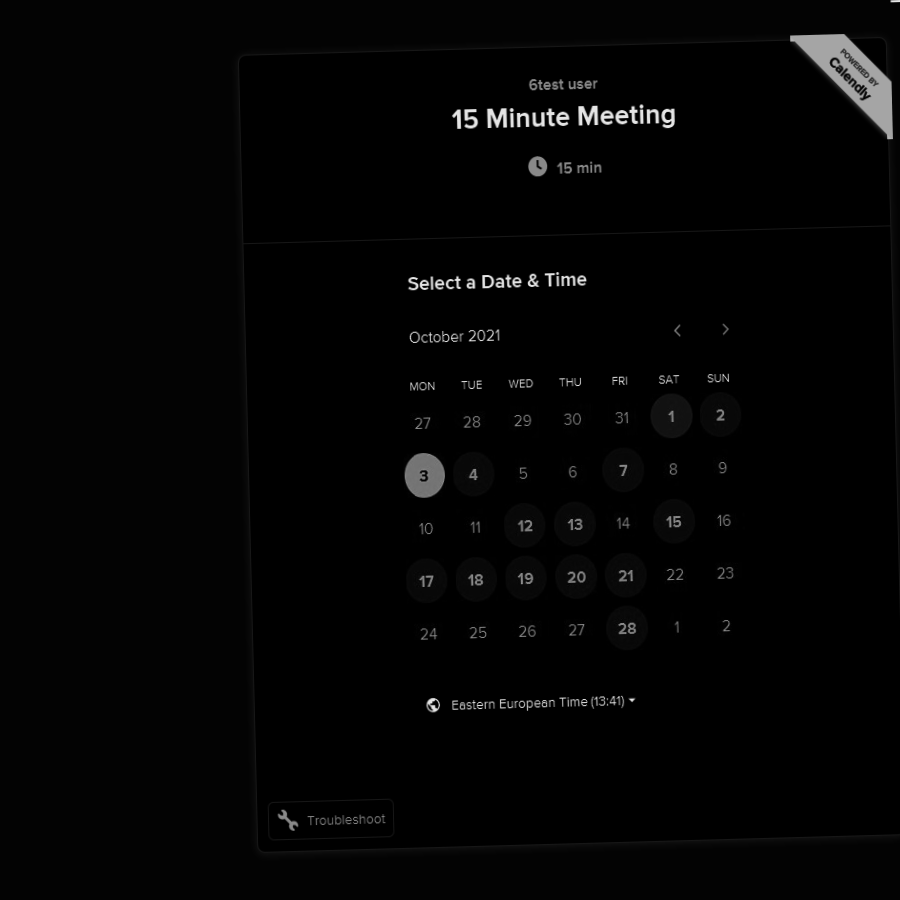 POWERED BY
Calendly
6test user
15 Minute Meeting
15 min
Select a Date & Time
October 2021
MON TUE WED THU FRI SAT SUN
27 28 29 30 31 1 2
3 4 5 6 7 8 9
10 11 12 13 14 15 16
17 18 19 20 21 22 23
24 25 26 27 28 1 2
Eastern European Time (13:41)
Troubleshoot